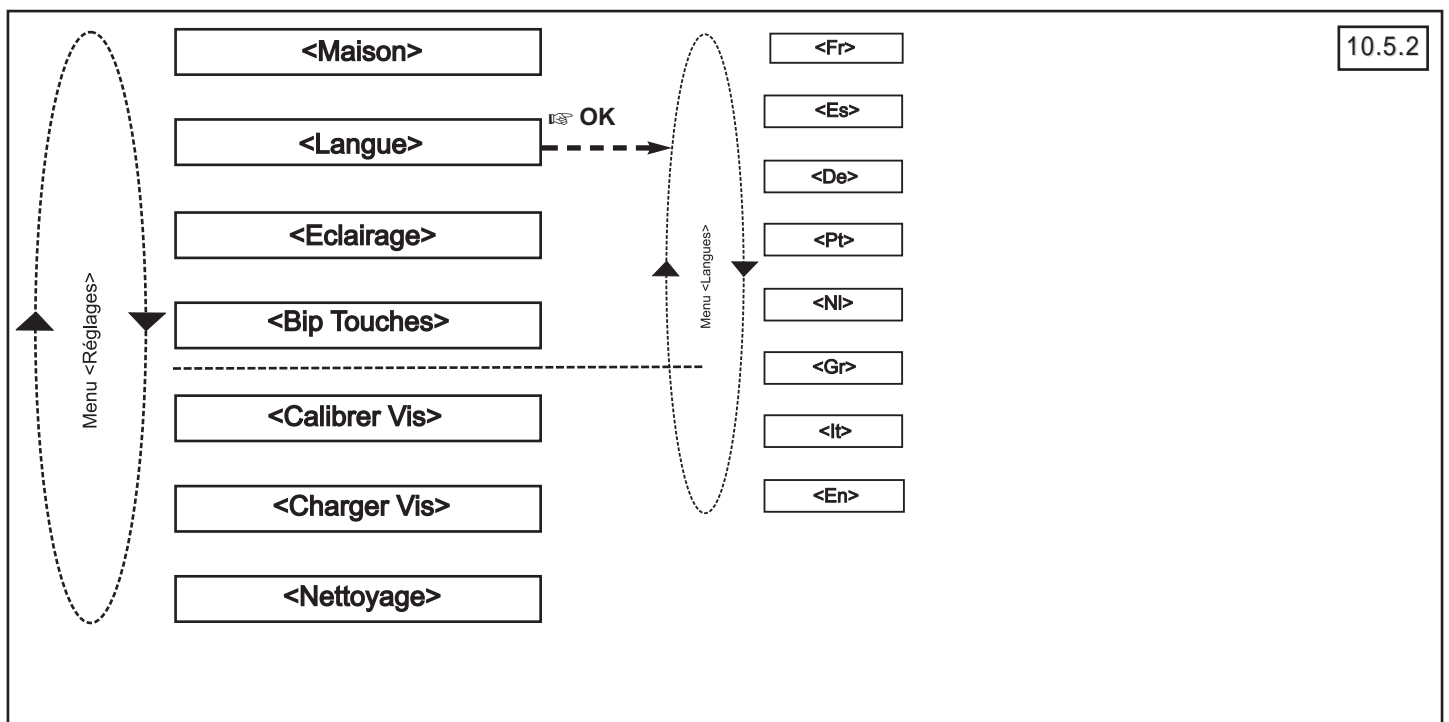 10.5.2
Menu <Réglages>
<Maison>
<Langue>
☞ OK
<Eclairage>
<Bip Touches>
<Calibrer Vis>
<Charger Vis>
<Nettoyage>
Menu <Langues>
<Fr>
<Es>
<De>
<Pt>
<Nl>
<Gr>
<It>
<En>